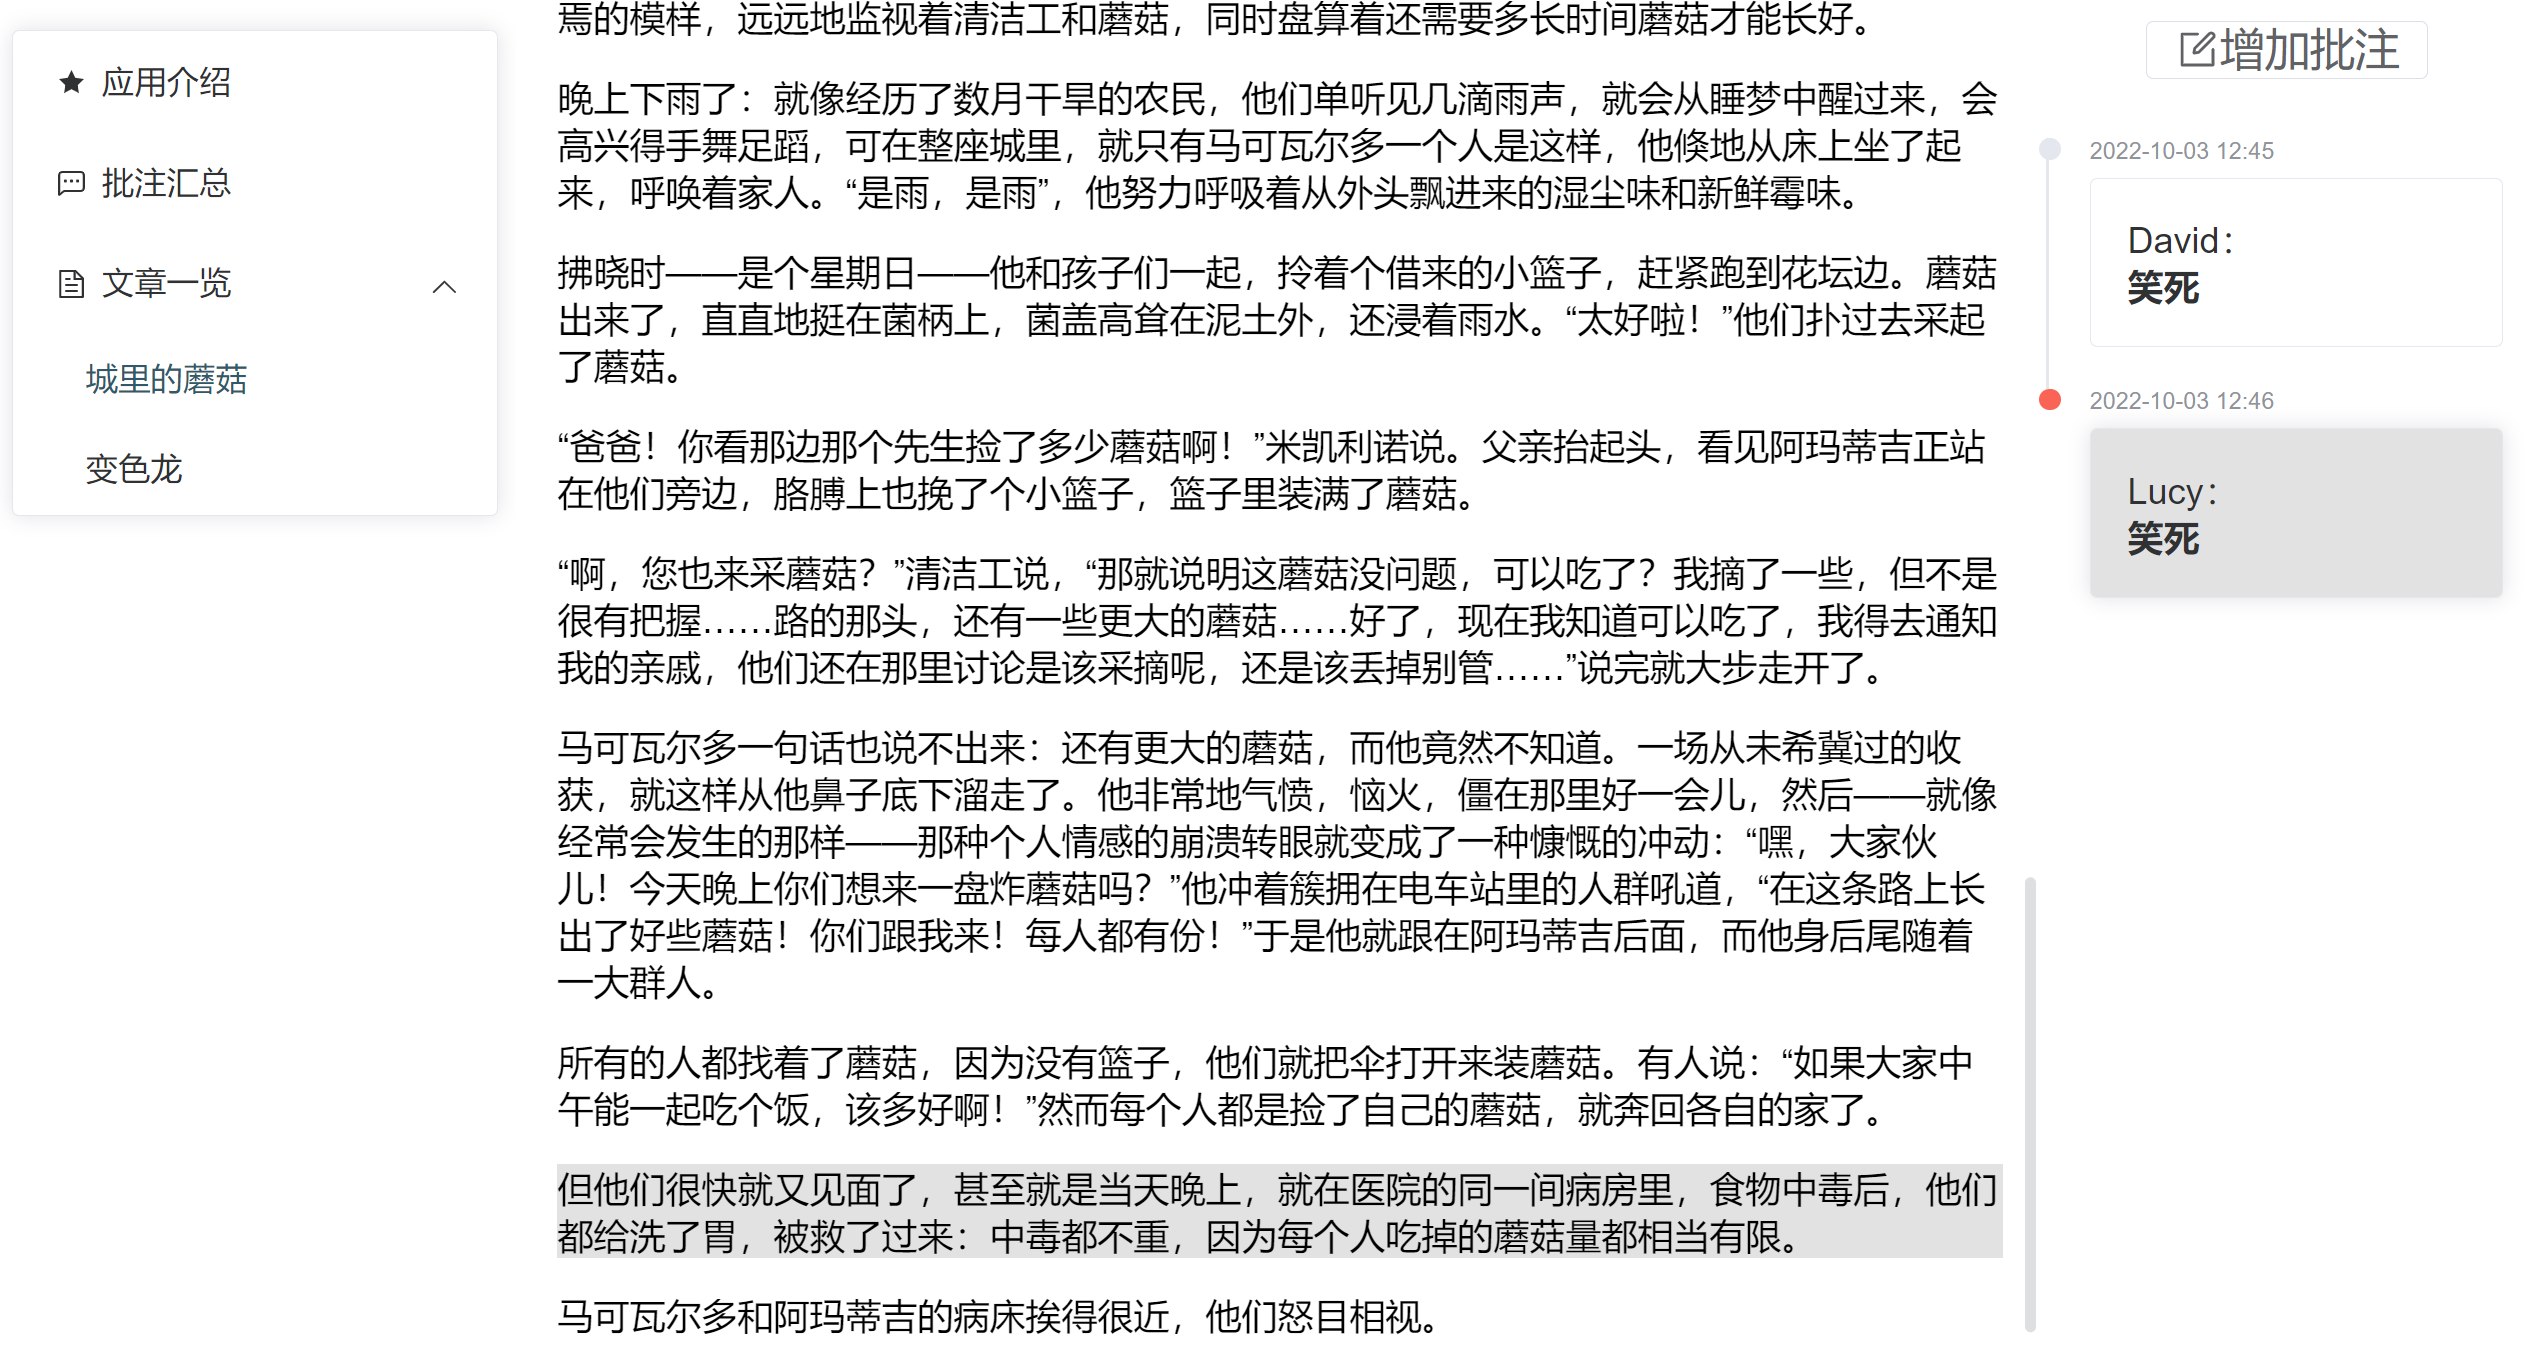 应用介绍
批注汇总
文章一览
城里的蘑菇
变色龙
焉的模样，远远地监视着清洁工和蘑菇，同时盘算着还需要多长时间蘑菇才能长好。
晚上下雨了：就像经历了数月干旱的农民，他们单听见几滴雨声，就会从睡梦中醒过来，会
高兴得手舞足蹈，可在整座城里，就只有马可瓦尔多一个人是这样，他倏地从床上坐了起
来，呼唤着家人。“是雨，是雨”，他努力呼吸着从外头飘进来的湿尘味和新鲜霉味。
拂晓时——是个星期日——他和孩子们一起，拎着个借来的小篮子，赶紧跑到花坛边。蘑菇
出来了，直直地挺在菌柄上，菌盖高耸在泥土外，还浸着雨水。“太好啦！”他们扑过去采起
了蘑菇。
“爸爸！你看那边那个先生捡了多少蘑菇啊！”米凯利诺说。父亲抬起头，看见阿玛蒂吉正站
在他们旁边，胳膊上也挽了个小篮子，篮子里装满了蘑菇。
“啊，您也来采蘑菇？”清洁工说，“那就说明这蘑菇没问题，可以吃了？我摘了一些，但不是
很有把握……路的那头，还有一些更大的蘑菇……好了，现在我知道可以吃了，我得去通知
我的亲戚，他们还在那里讨论是该采摘呢，还是该丢掉别管……”说完就大步走开了。
马可瓦尔多一句话也说不出来：还有更大的蘑菇，而他竟然不知道。一场从未希冀过的收
获，就这样从他鼻子底下溜走了。他非常地气愤，恼火，僵在那里好一会儿，然后——就像
经常会发生的那样——那种个人情感的崩溃转眼就变成了一种慷慨的冲动：“嘿，大家伙
儿！今天晚上你们想来一盘炸蘑菇吗？”他冲着簇拥在电车站里的人群吼道，“在这条路上长
出了好些蘑菇！你们跟我来！每人都有份！”于是他就跟在阿玛蒂吉后面，而他身后尾随着
一大群人。
所有的人都找着了蘑菇，因为没有篮子，他们就把伞打开来装蘑菇。有人说：“如果大家中
午能一起吃个饭，该多好啊！”然而每个人都是捡了自己的蘑菇，就奔回各自的家了。
但他们很快就又见面了，甚至就是当天晚上，就在医院的同一间病房里，食物中毒后，他们
都给洗了胃，被救了过来：中毒都不重，因为每个人吃掉的蘑菇量都相当有限。
马可瓦尔多和阿玛蒂吉的病床挨得很近，他们怒目相视。
增加批注
2022-10-03 12:45
David：
笑死
2022-10-03 12:46
Lucy：
笑死